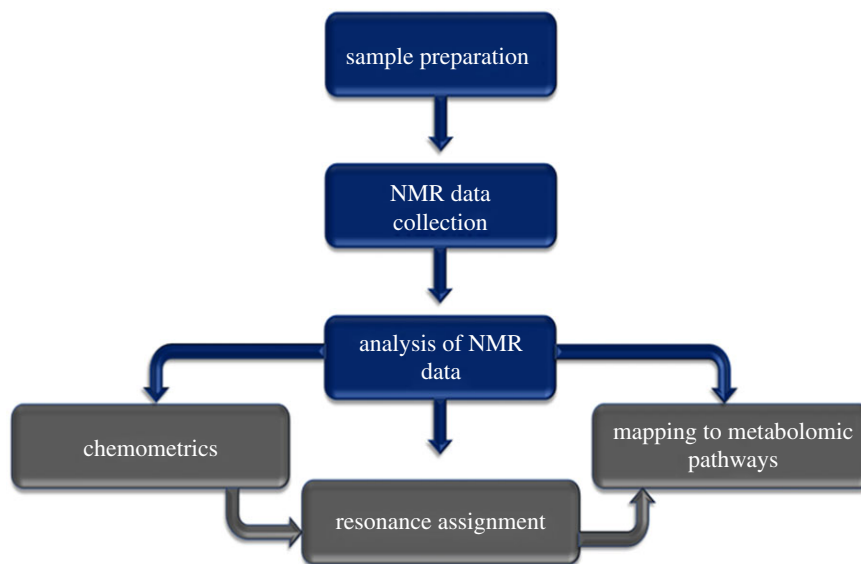 sample preparation
NMR data
collection
analysis of NMR
data
chemometrics
mapping to metabolomic
pathways
resonance assignment